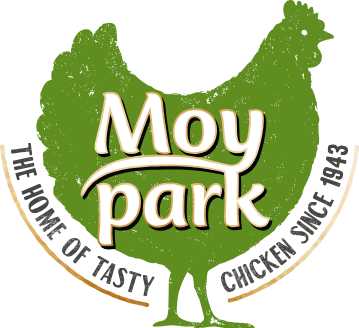 Moy
park
THE HOME OF TASTY
CHICKEN SINCE 1943